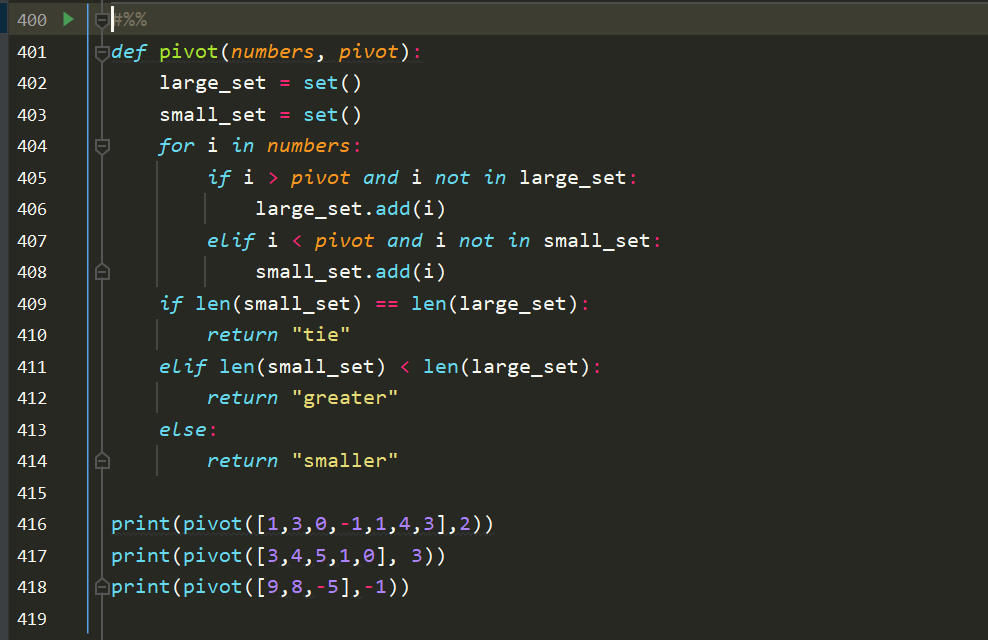 400 #%%
401 def pivot(numbers, pivot):
402     large_set = set()
403     small_set = set()
404     for i in numbers:
405         if i > pivot and i not in large_set:
406             large_set.add(i)
407         elif i < pivot and i not in small_set:
408             small_set.add(i)
409     if len(small_set) == len(large_set):
410         return "tie"
411     elif len(small_set) < len(large_set):
412         return "greater"
413     else:
414         return "smaller"
415
416 print(pivot([1,3,0,-1,1,4,3],2))
417 print(pivot([3,4,5,1,0], 3))
418 print(pivot([9,8,-5],-1))
419